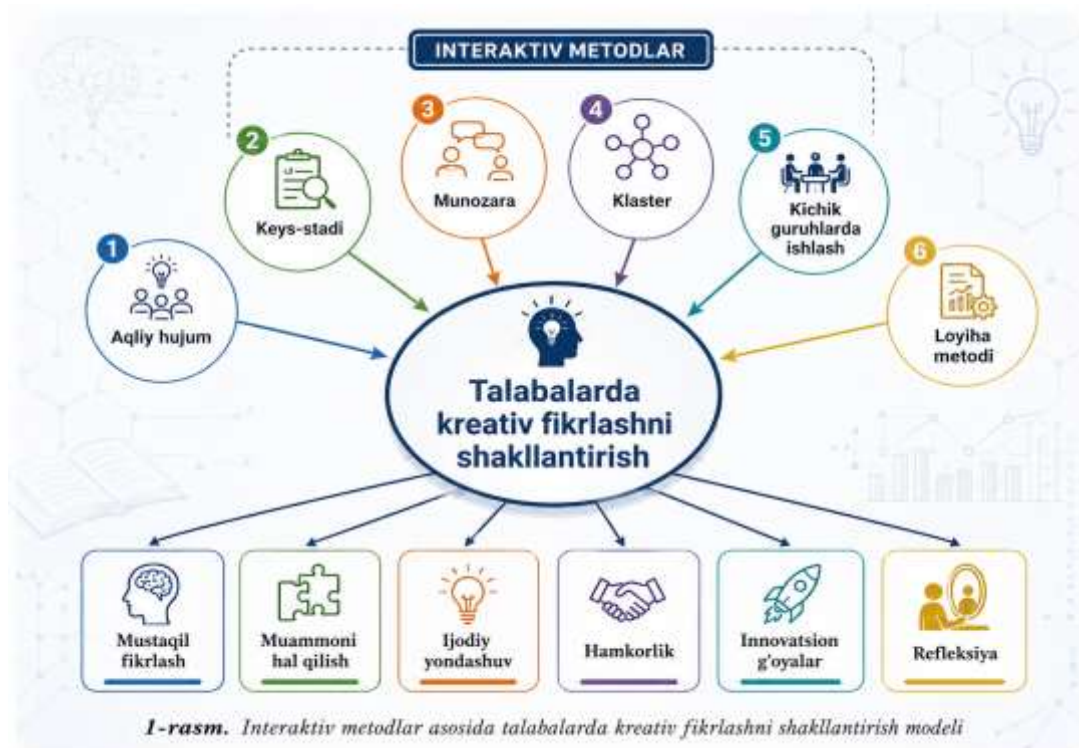 INTERAKTIV METODLAR
1
Aqliy hujum
2
Keys-stadi
3
Munozara
4
Klaster
5
Kichik
guruhlarda
ishlash
6
Loyiha
metodi
Talabalarda
kreativ fikrlashni
shakllantirish
Mustaqil
fikrlash
Muammoni
hal qilish
Ijodiy
yondashuv
Hamkorlik
Innovatsion
g'oyalar
Refleksiya
1-rasm. Interaktiv metodlar asosida talabalarda kreativ fikrlashni shakllantirish modeli